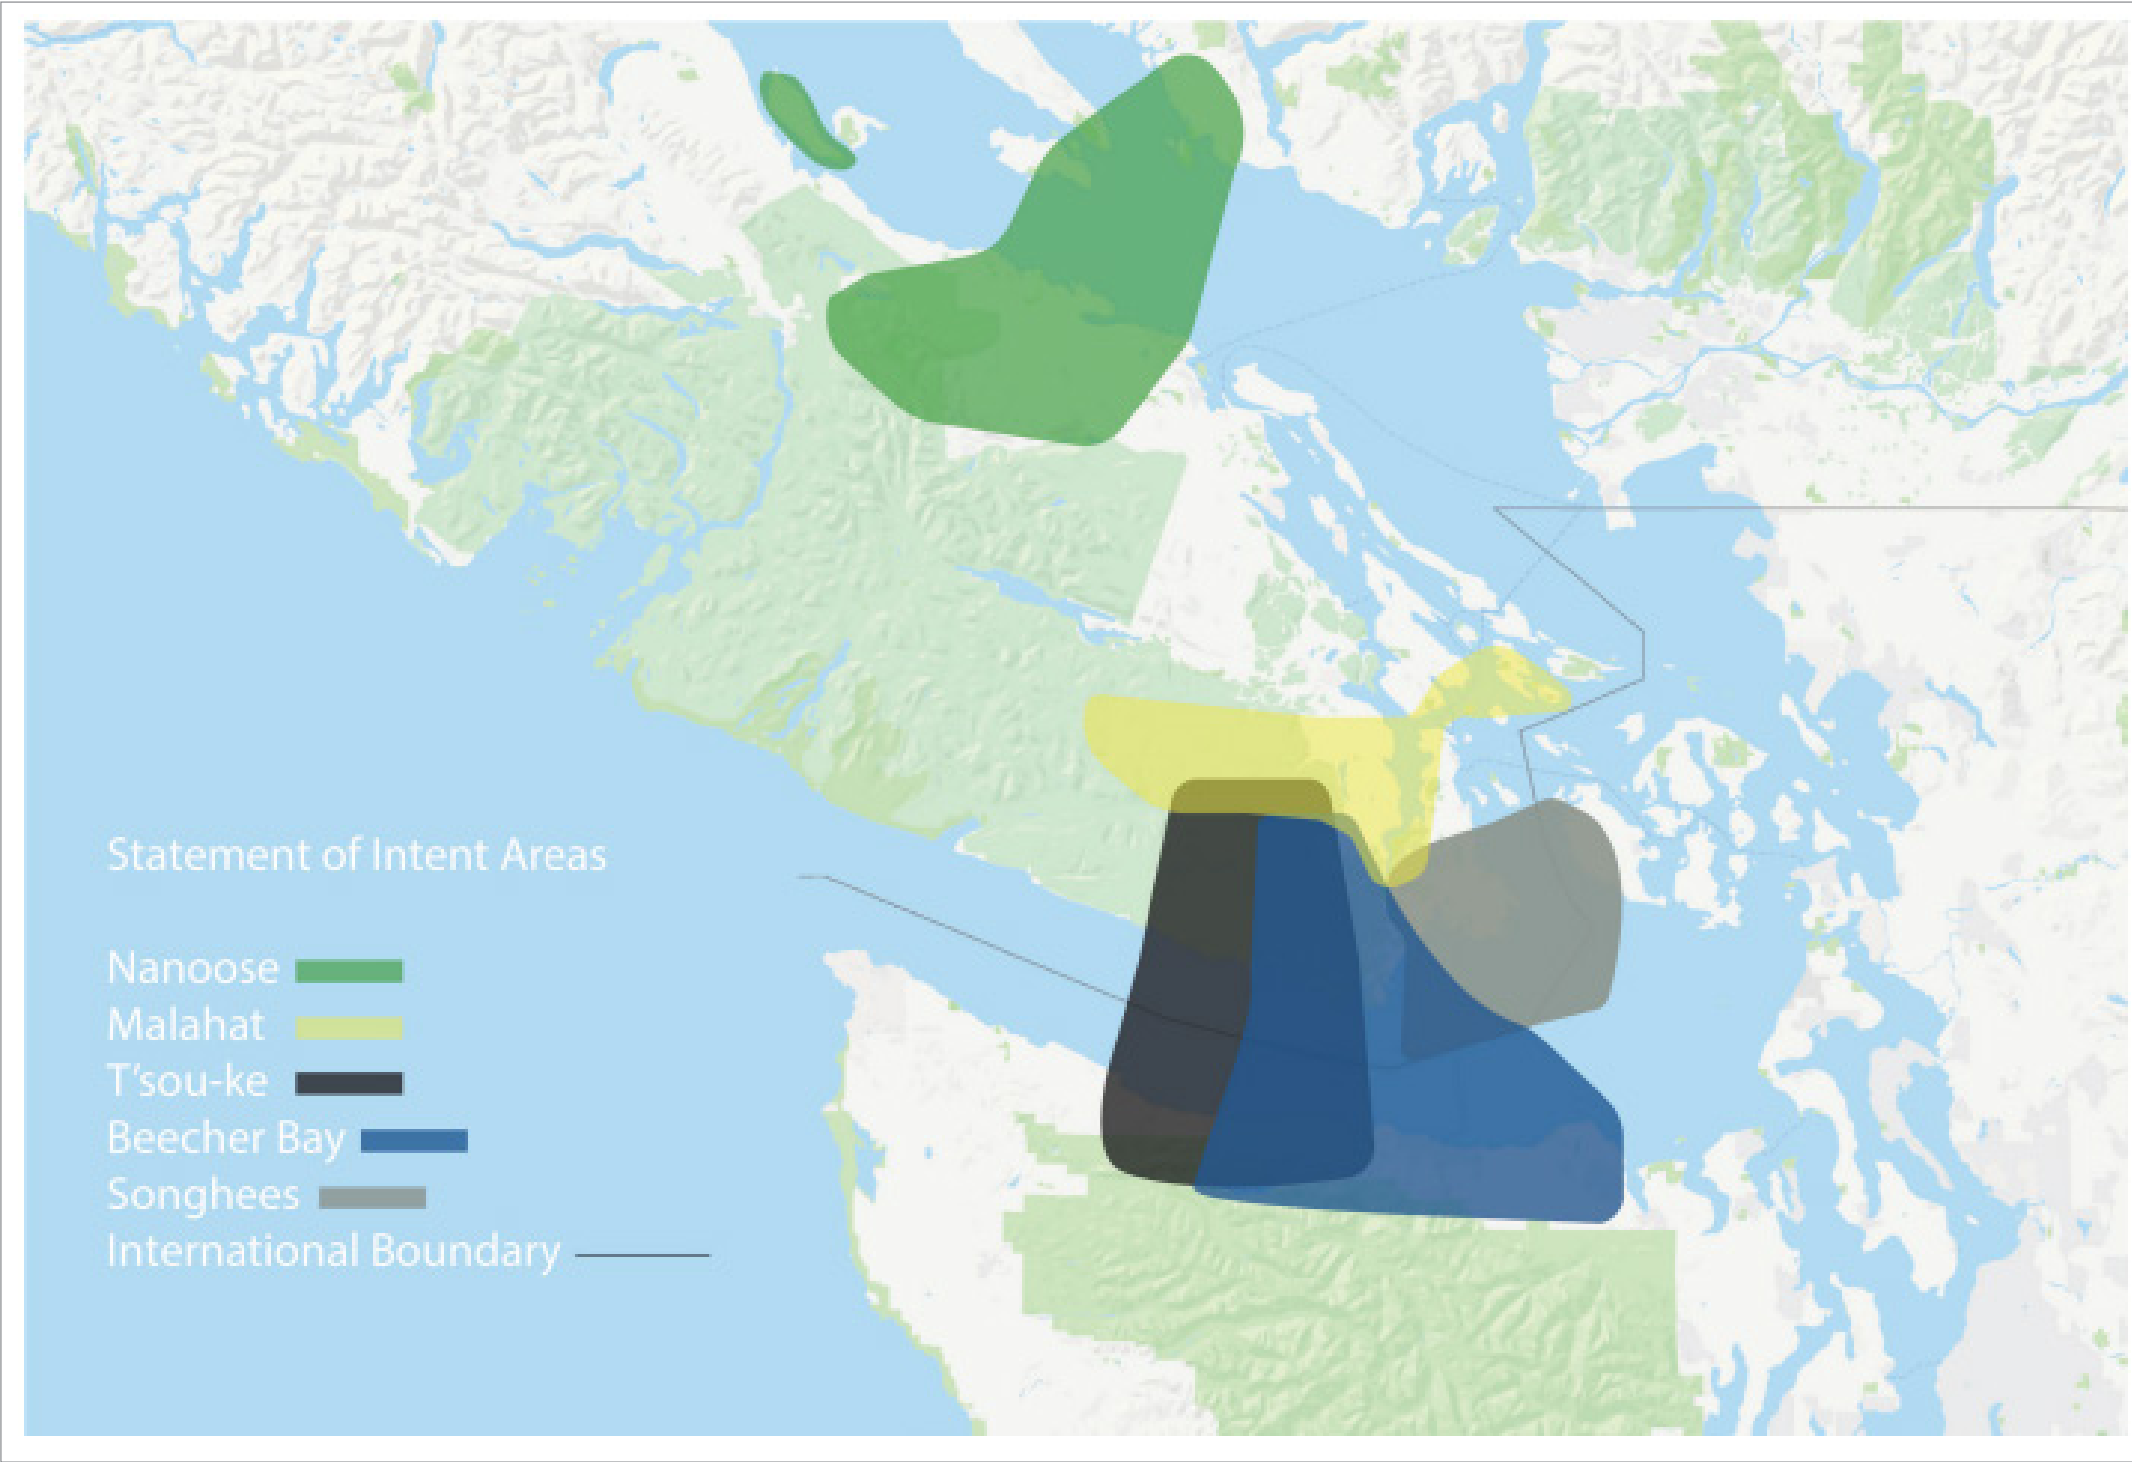 Statement of Intent Areas
Nanoose
Malahat
T'sou-ke
Beecher Bay
Songhees
International Boundary